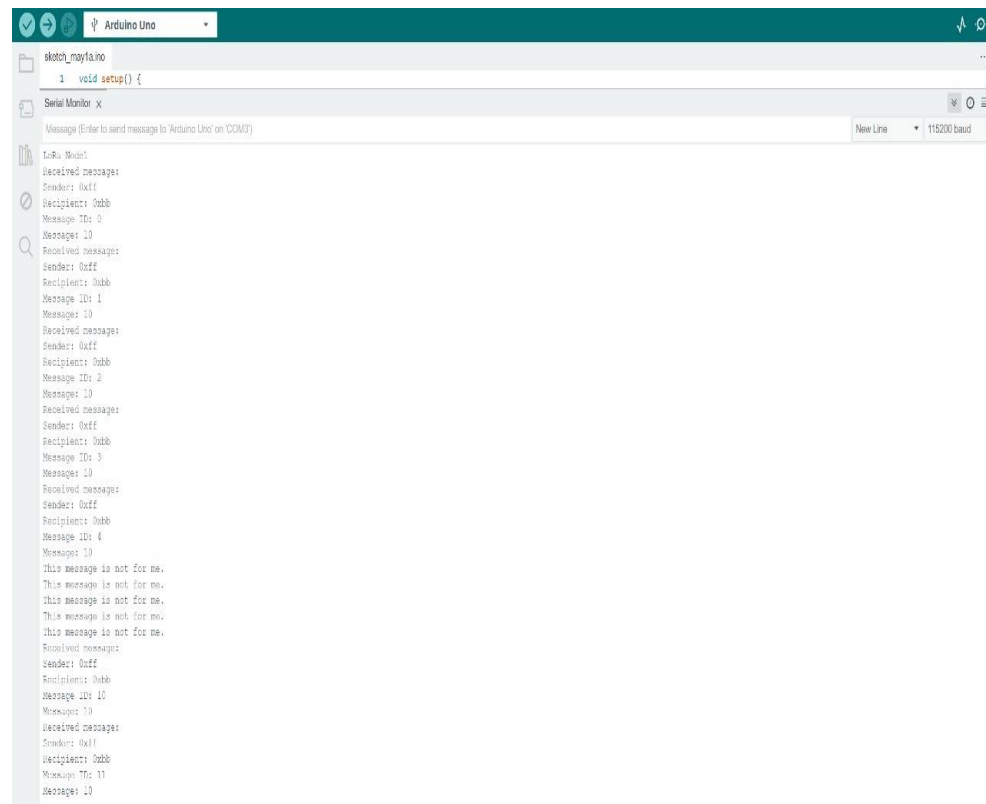 Arduino Uno
sketch_may1a.ino
1 void setup() {
Serial Monitor x
Message (Enter to send message to 'Arduino Uno' on 'COM3')
New Line
115200 baud
LoRa Node1
Received message:
Sender: 0xff
Recipient: 0xbb
Message ID: 0
Message: 10
Received message:
Sender: 0xff
Recipient: 0xbb
Message ID: 1
Message: 10
Received message:
Sender: 0xff
Recipient: 0xbb
Message ID: 2
Message: 10
Received message:
Sender: 0xff
Recipient: 0xbb
Message ID: 3
Message: 10
Received message:
Sender: 0xff
Recipient: 0xbb
Message ID: 4
Message: 10
This message is not for me.
This message is not for me.
This message is not for me.
This message is not for me.
This message is not for me.
Received message:
Sender: 0xff
Recipient: 0xbb
Message ID: 10
Message: 10
Received message:
Sender: 0xff
Recipient: 0xbb
Message ID: 11
Message: 10